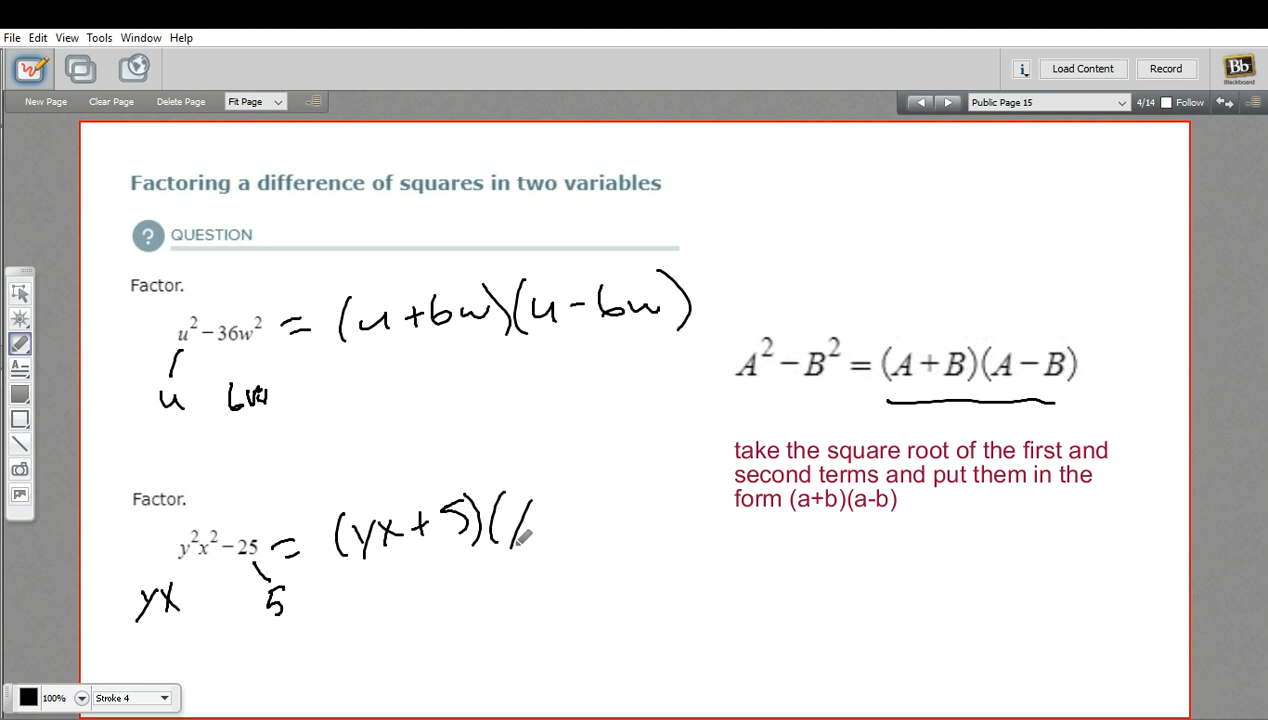 File Edit View Tools Window Help
Load Content Record Bb Blackboard
New Page Clear Page Delete Page Fit Page Public Page 15 4/14 Follow
Factoring a difference of squares in two variables
? QUESTION
Factor.
u² − 36w² = (u + 6w)(u − 6w)
u 6w
A² − B² = (A + B)(A − B)
take the square root of the first and
second terms and put them in the
form (a+b)(a-b)
Factor.
y²x² − 25 = (yx + 5)(
yx 5
100% Stroke 4